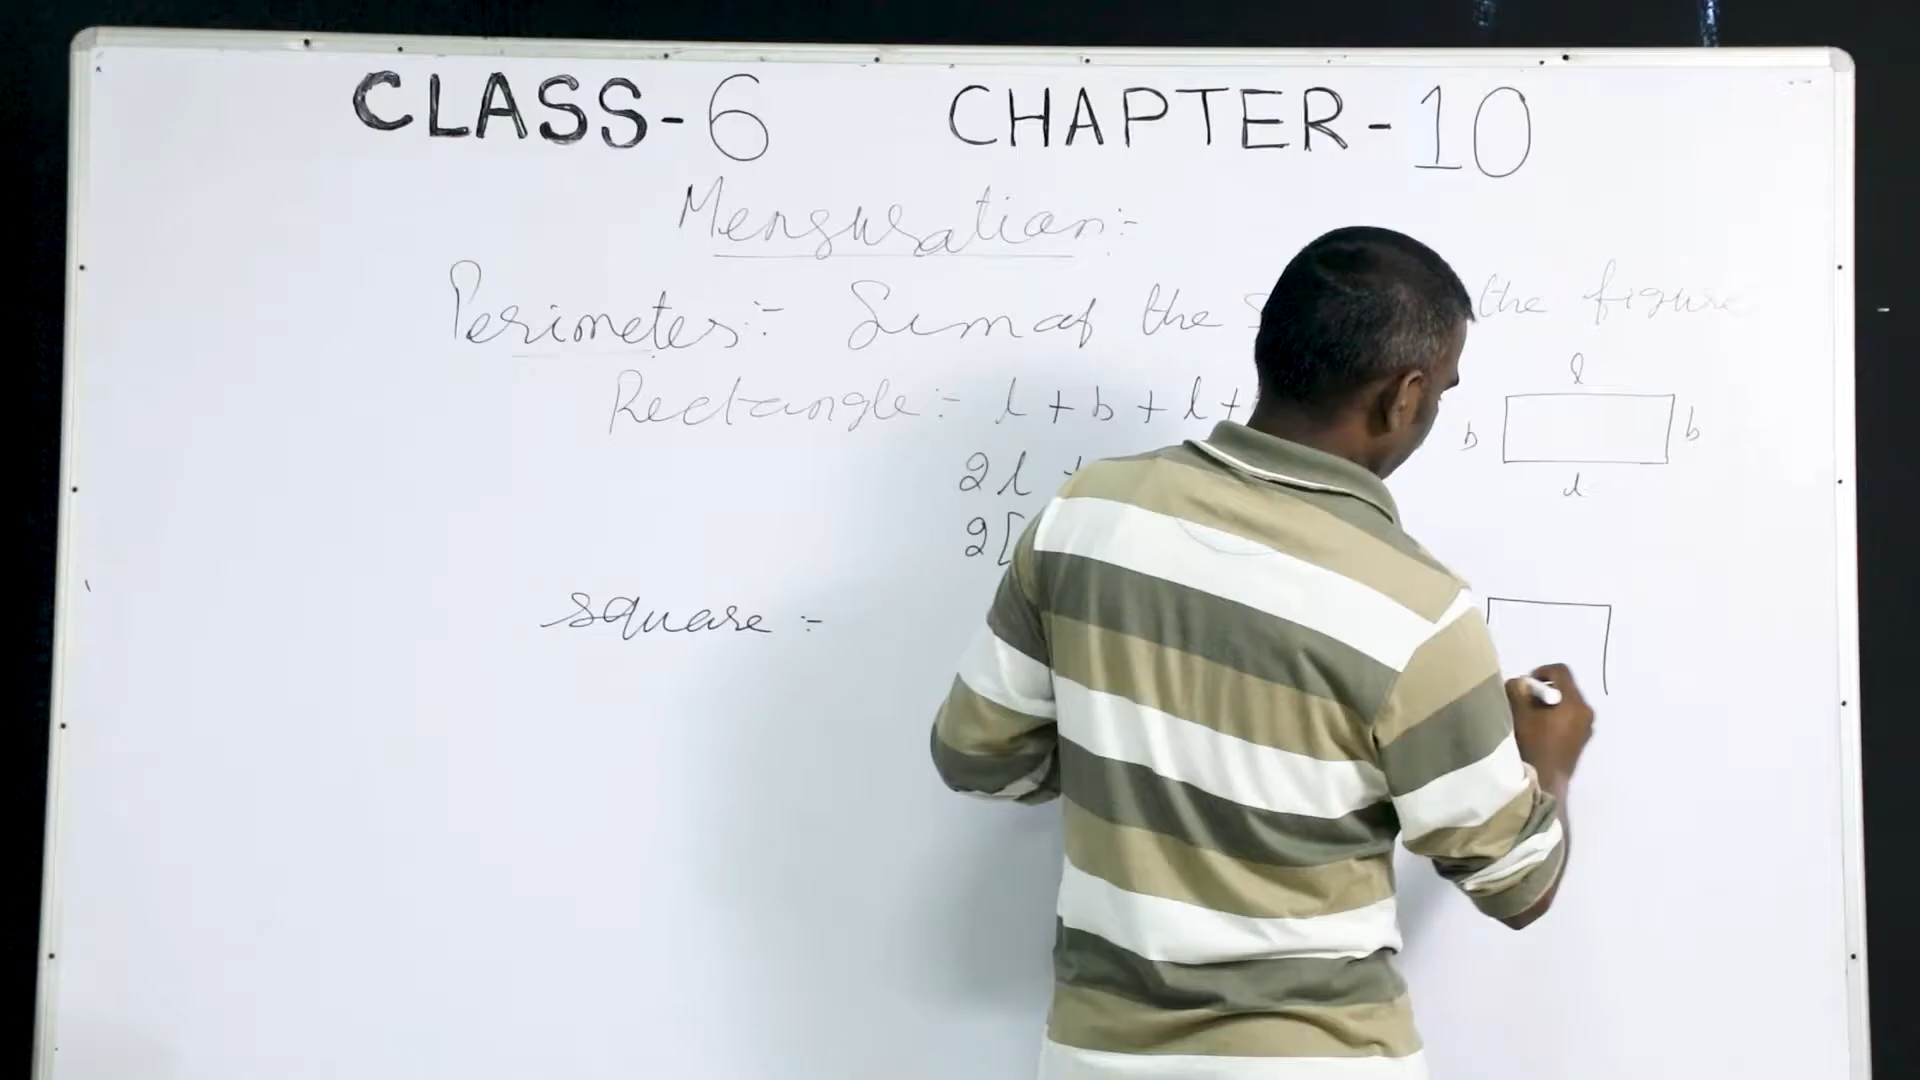 CLASS-6 CHAPTER-10
Mensuration:-
Perimeter:- Sum of the the figure
Rectangle:- l + b + l +
l
b b
2l +
l
2[
square :-